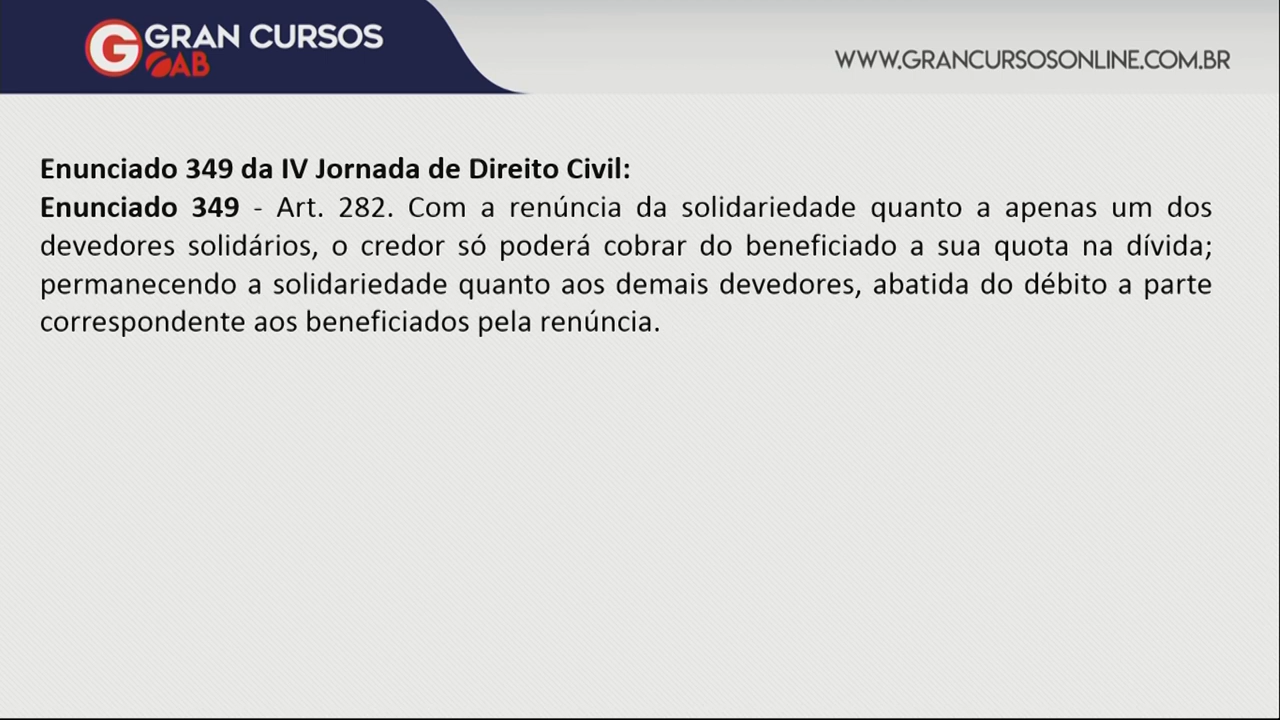 GRAN CURSOS
OAB
WWW.GRANCURSOSONLINE.COM.BR
Enunciado 349 da IV Jornada de Direito Civil:
Enunciado 349 - Art. 282. Com a renúncia da solidariedade quanto a apenas um dos
devedores solidários, o credor só poderá cobrar do beneficiado a sua quota na dívida;
permanecendo a solidariedade quanto aos demais devedores, abatida do débito a parte
correspondente aos beneficiados pela renúncia.